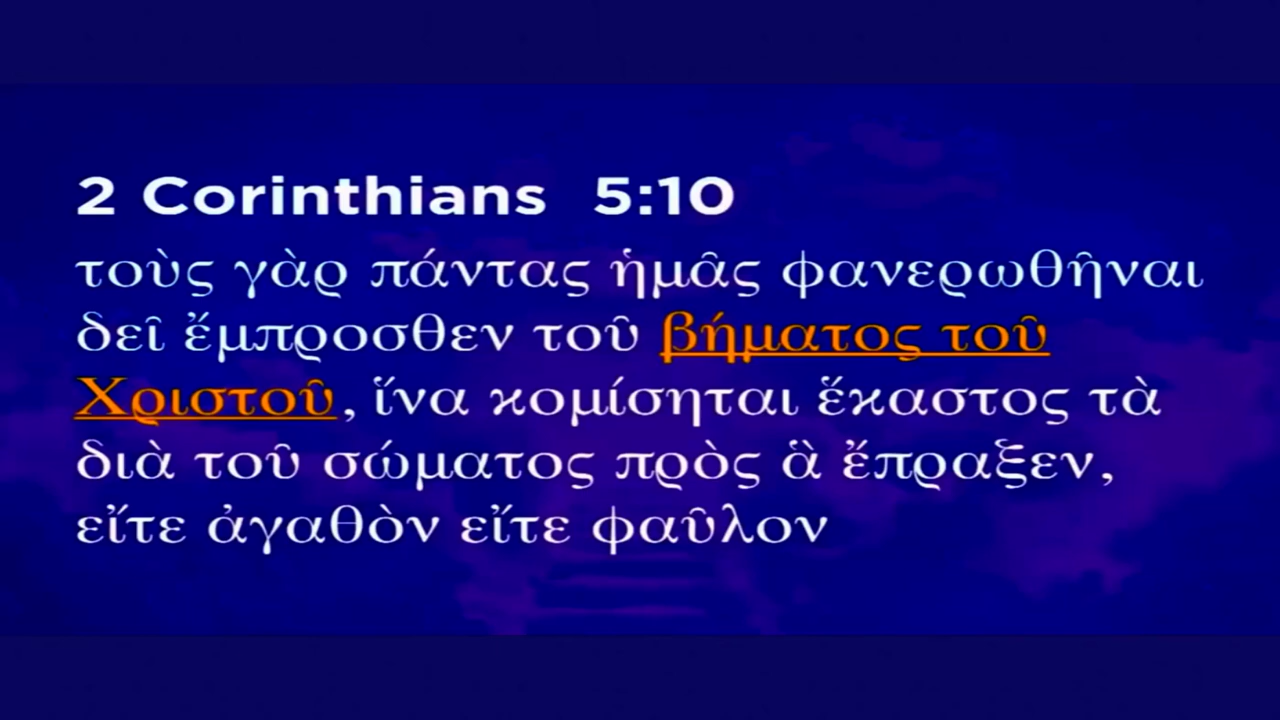 2 Corinthians 5:10
τοὺς γὰρ πάντας ἡμᾶς φανερωθῆναι
δεῖ ἔμπροσθεν τοῦ βήματος τοῦ
Χριστοῦ, ἵνα κομίσηται ἕκαστος τὰ
διὰ τοῦ σώματος πρὸς ἃ ἔπραξεν,
εἴτε ἀγαθὸν εἴτε φαῦλον